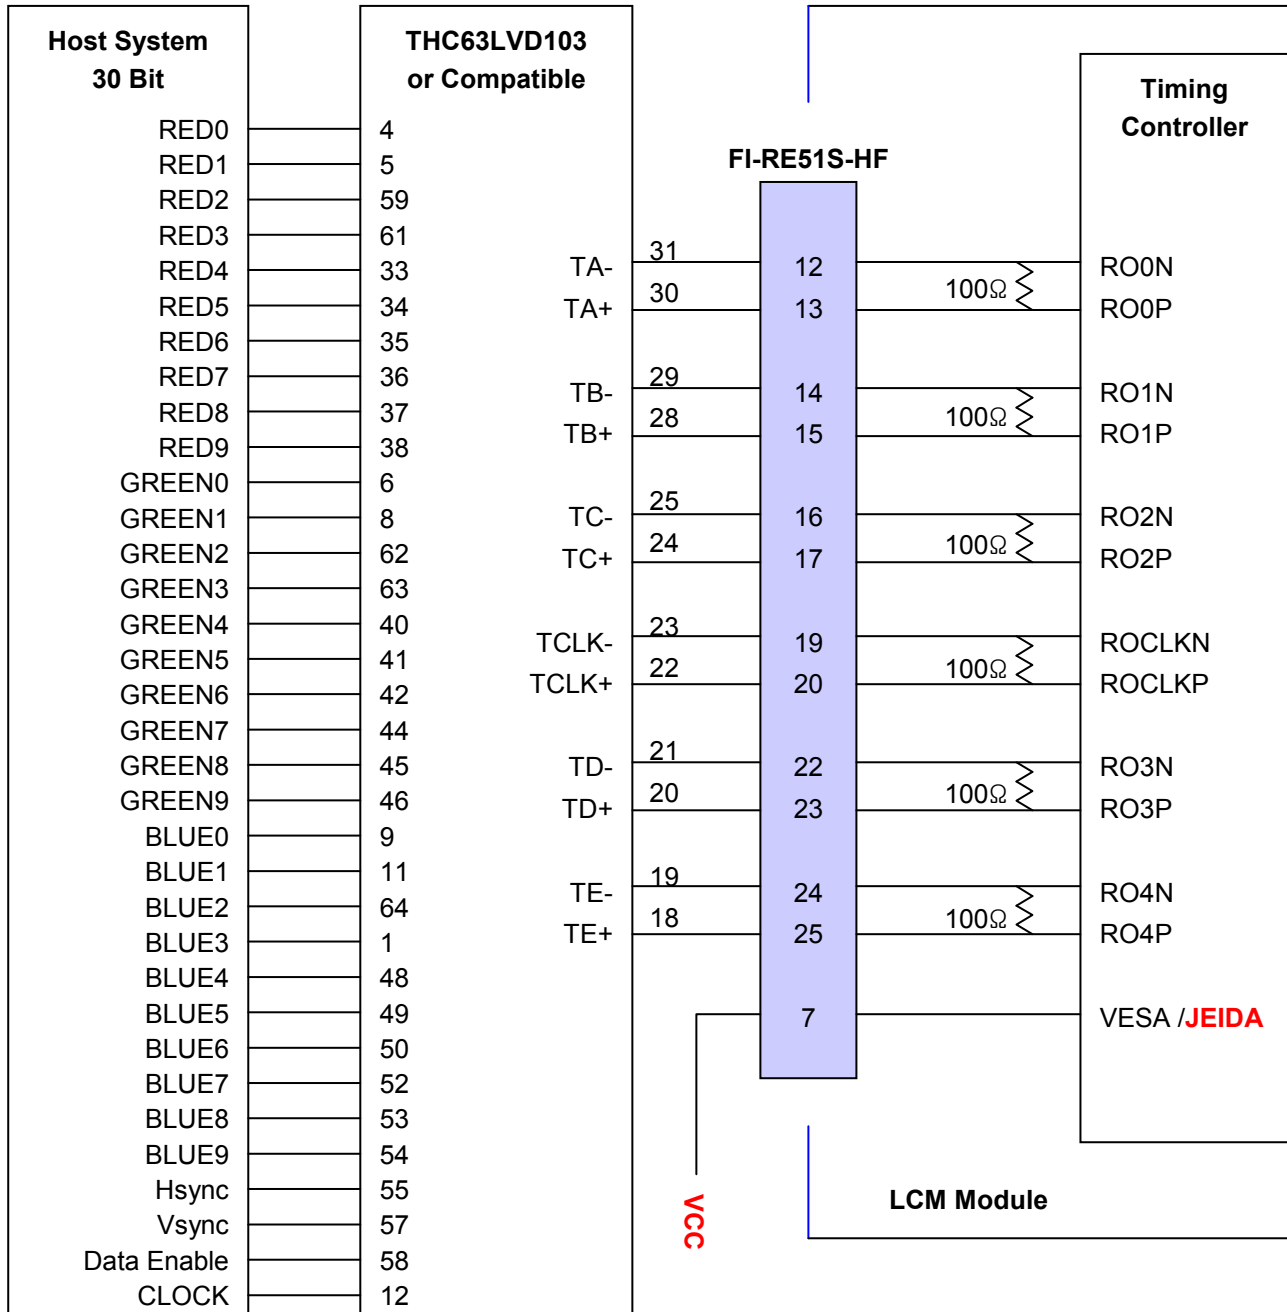 Host System
30 Bit
RED0
RED1
RED2
RED3
RED4
RED5
RED6
RED7
RED8
RED9
GREEN0
GREEN1
GREEN2
GREEN3
GREEN4
GREEN5
GREEN6
GREEN7
GREEN8
GREEN9
BLUE0
BLUE1
BLUE2
BLUE3
BLUE4
BLUE5
BLUE6
BLUE7
BLUE8
BLUE9
Hsync
Vsync
Data Enable
CLOCK
THC63LVD103
or Compatible
4
5
59
61
33
34
35
36
37
38
6
8
62
63
40
41
42
44
45
46
9
11
64
1
48
49
50
52
53
54
55
57
58
12
TA-
TA+
TB-
TB+
TC-
TC+
TCLK-
TCLK+
TD-
TD+
TE-
TE+
31
30
29
28
25
24
23
22
21
20
19
18
FI-RE51S-HF
12
13
14
15
16
17
19
20
22
23
24
25
7
VCC
100Ω
100Ω
100Ω
100Ω
100Ω
100Ω
Timing
Controller
RO0N
RO0P
RO1N
RO1P
RO2N
RO2P
ROCLKN
ROCLKP
RO3N
RO3P
RO4N
RO4P
VESA /JEIDA
LCM Module